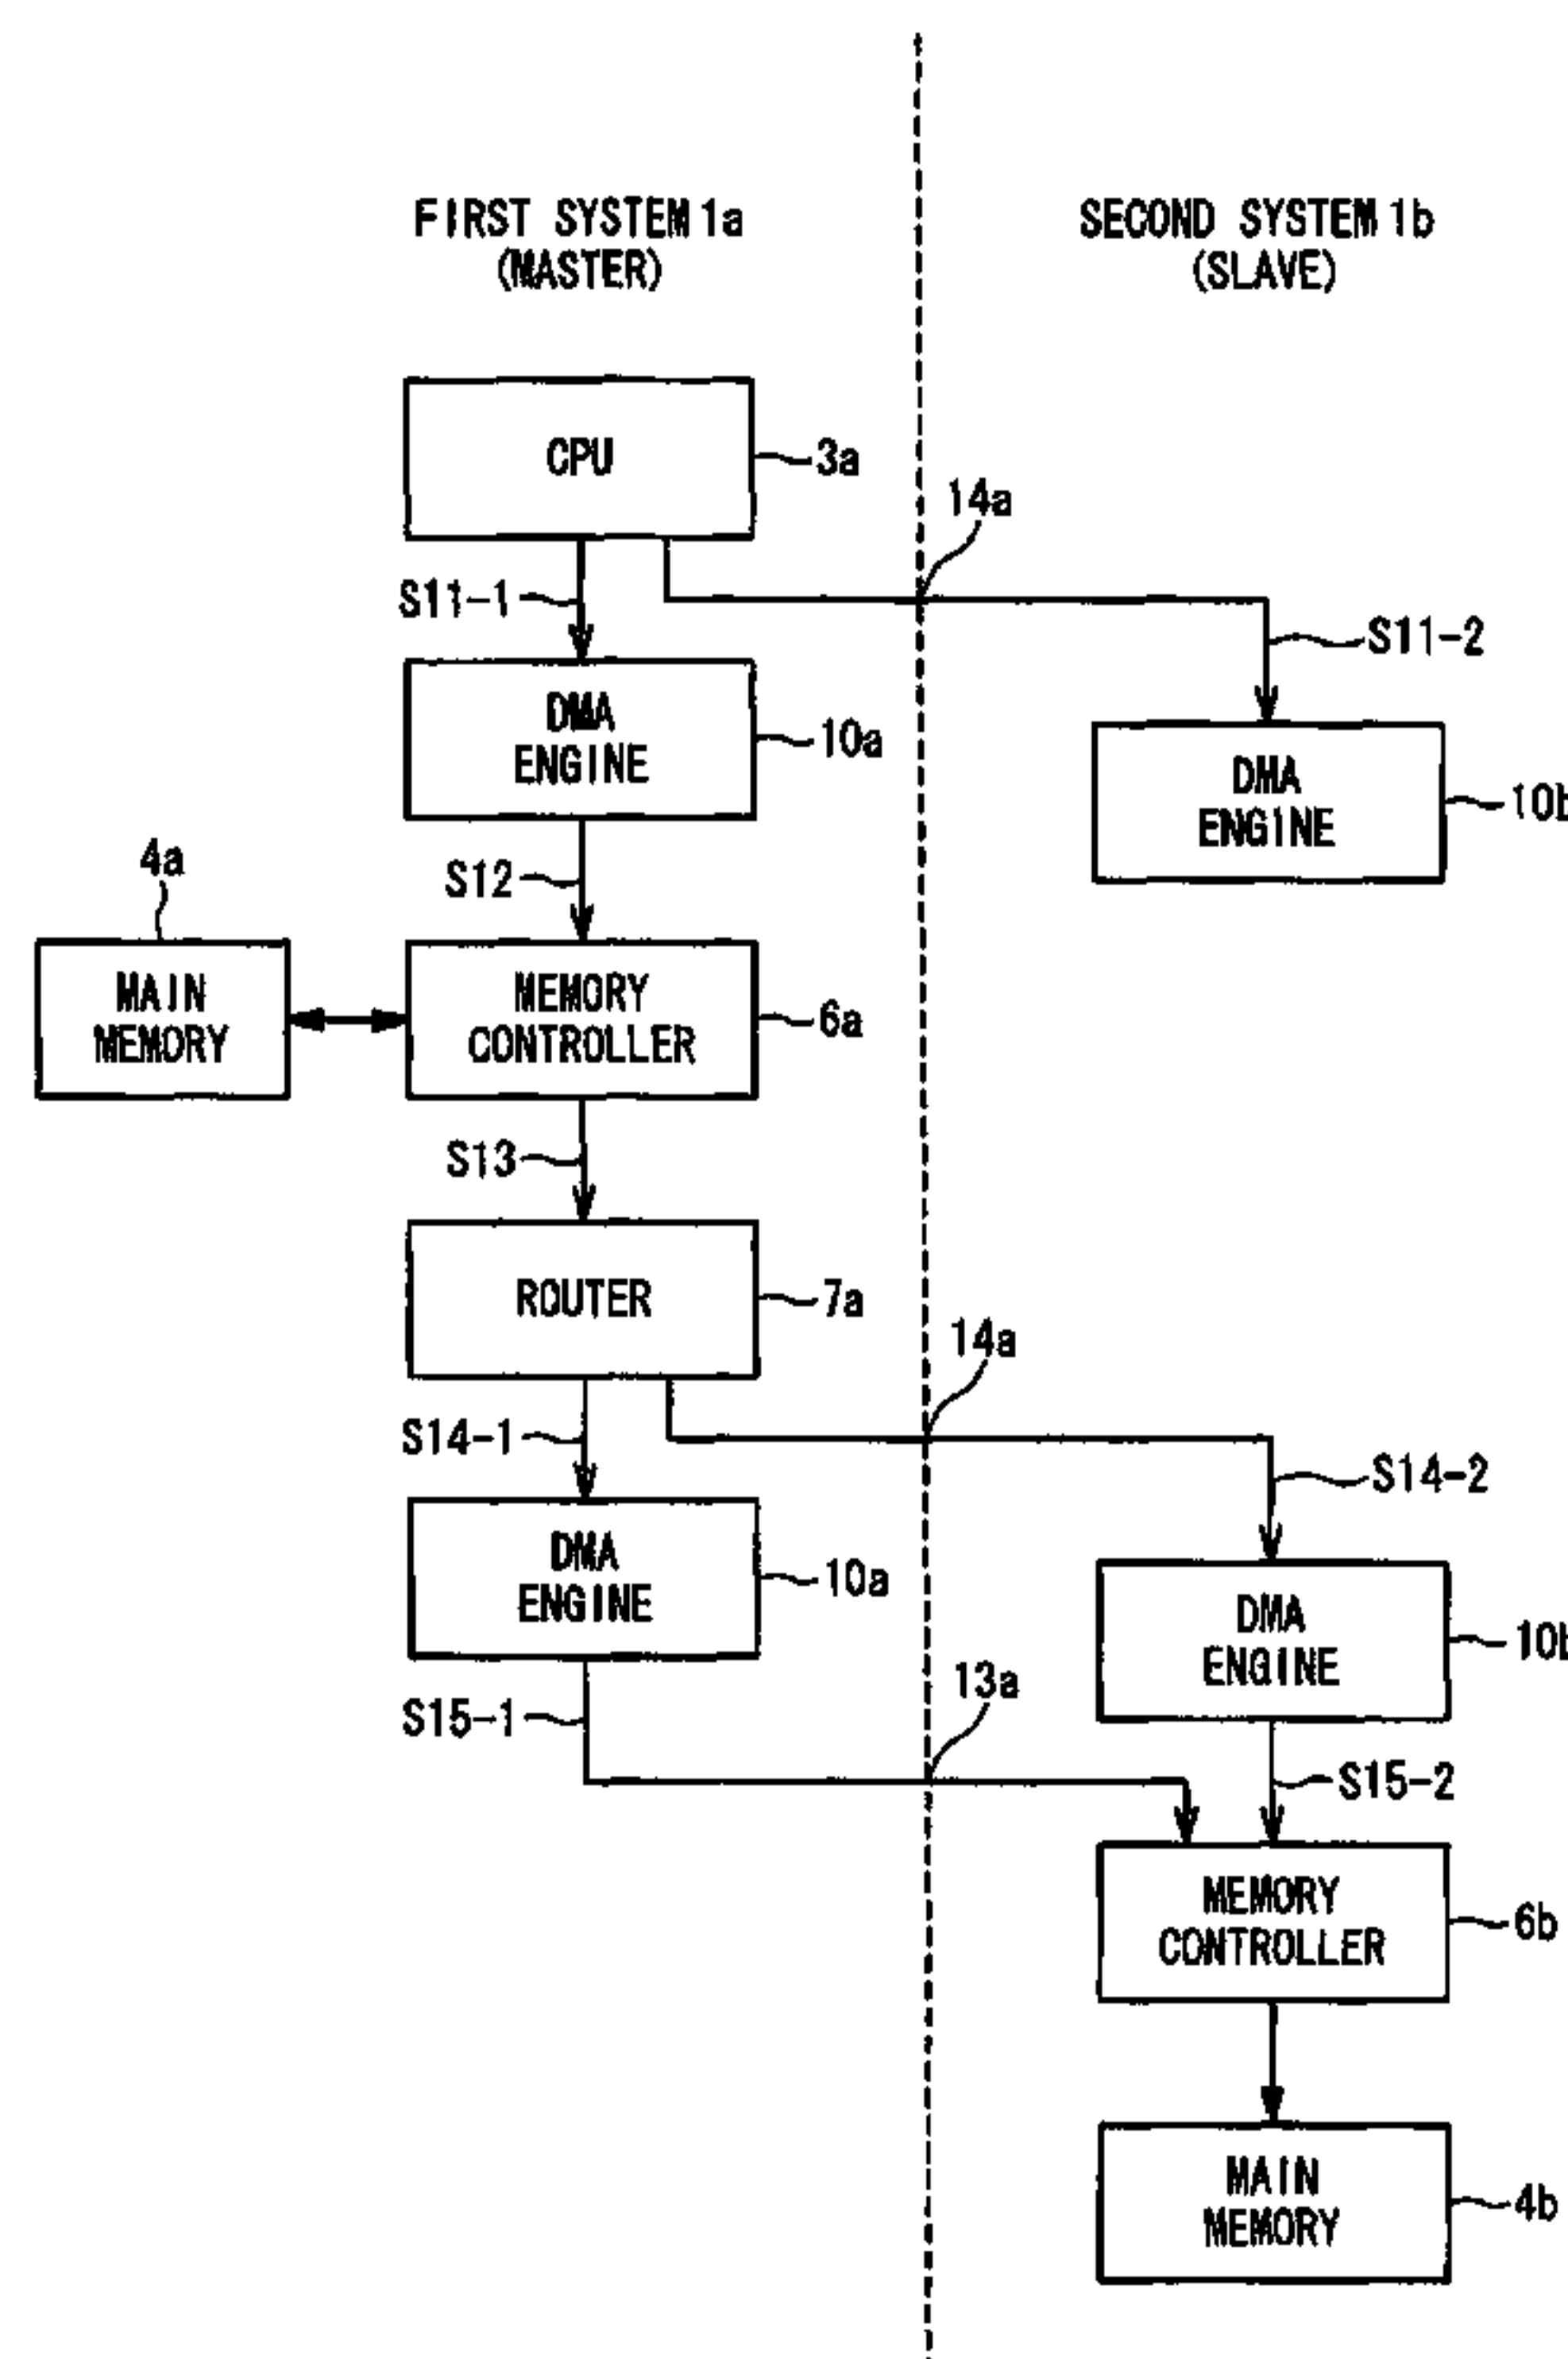 FIRST SYSTEM 1a
(MASTER)
SECOND SYSTEM 1b
(SLAVE)
CPU
3a
14a
S11-1
S11-2
DMA
ENGINE
10a
DMA
ENGINE
10b
4a
S12
MAIN
MEMORY
MEMORY
CONTROLLER
6a
S13
ROUTER
7a
14a
S14-1
S14-2
DMA
ENGINE
10a
DMA
ENGINE
10b
13a
S15-1
S15-2
MEMORY
CONTROLLER
6b
MAIN
MEMORY
4b